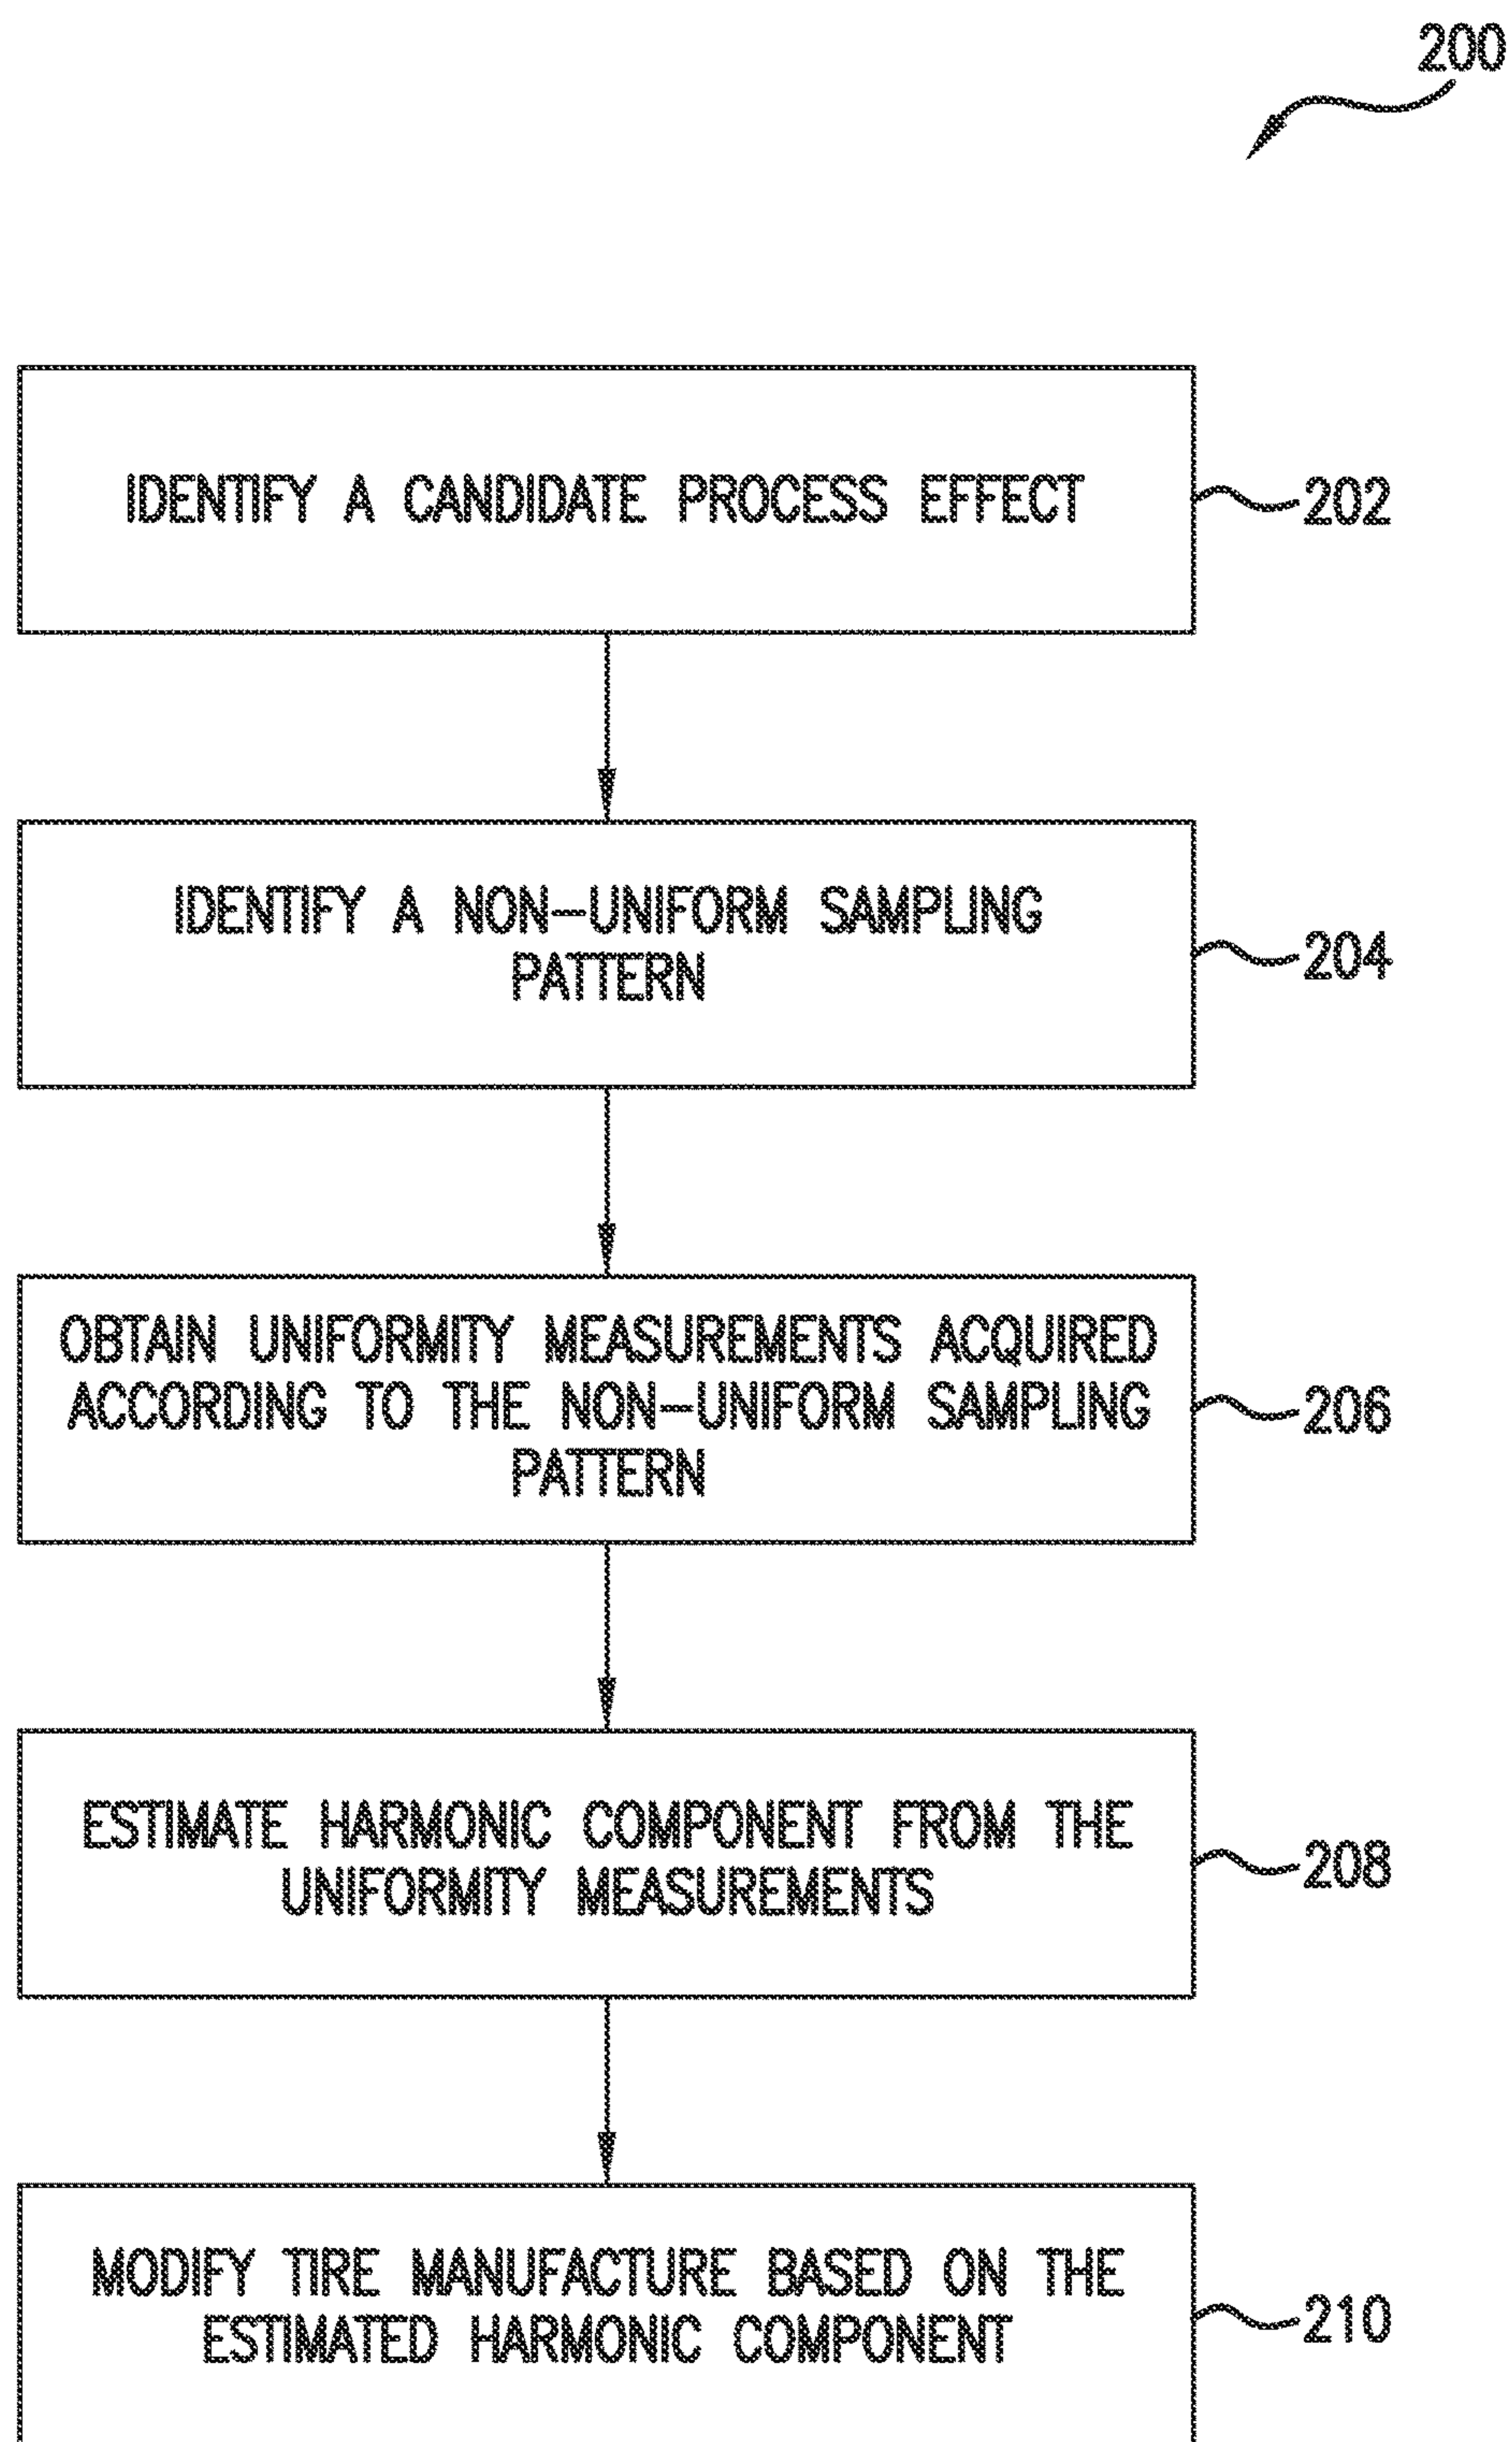 200
IDENTIFY A CANDIDATE PROCESS EFFECT
202
IDENTIFY A NON-UNIFORM SAMPLING
PATTERN
204
OBTAIN UNIFORMITY MEASUREMENTS ACQUIRED
ACCORDING TO THE NON-UNIFORM SAMPLING
PATTERN
206
ESTIMATE HARMONIC COMPONENT FROM THE
UNIFORMITY MEASUREMENTS
208
MODIFY TIRE MANUFACTURE BASED ON THE
ESTIMATED HARMONIC COMPONENT
210